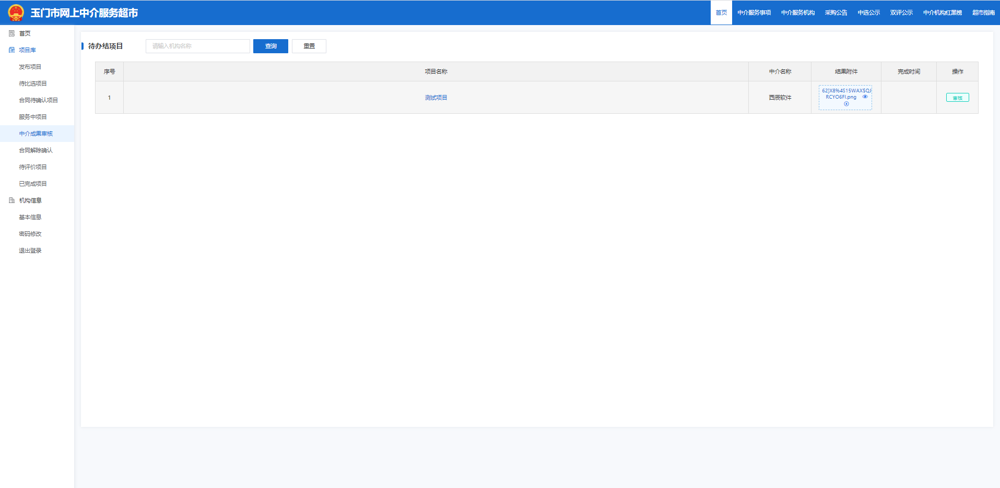 玉门市网上中介服务超市
首页 中介服务事项 中介服务机构 采购公告 中选公示 双评公示 中介机构红黑榜 超市指南
首页
项目库
发布项目
待比选项目
合同待确认项目
服务中项目
中介成果审核
合同解除确认
待评价项目
已完成项目
机构信息
基本信息
密码修改
退出登录
待办结项目 请输入机构名称 查询 重置
序号 项目名称 中介名称 结果附件 完成时间 操作
1 测试项目 西辰软件 62]X8%4S15WAX$QJ 审核
RCYO6FI.png